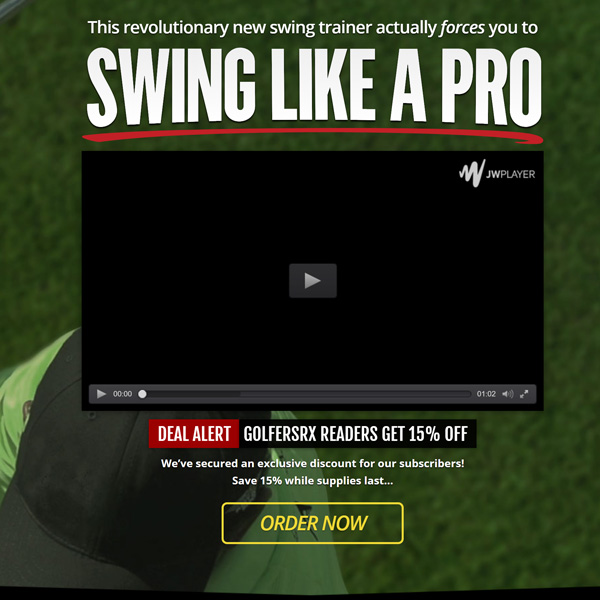 This revolutionary new swing trainer actually forces you to
SWING LIKE A PRO
JWPLAYER
00:00
01:02
DEAL ALERT GOLFERSRX READERS GET 15% OFF
We've secured an exclusive discount for our subscribers!
Save 15% while supplies last...
ORDER NOW